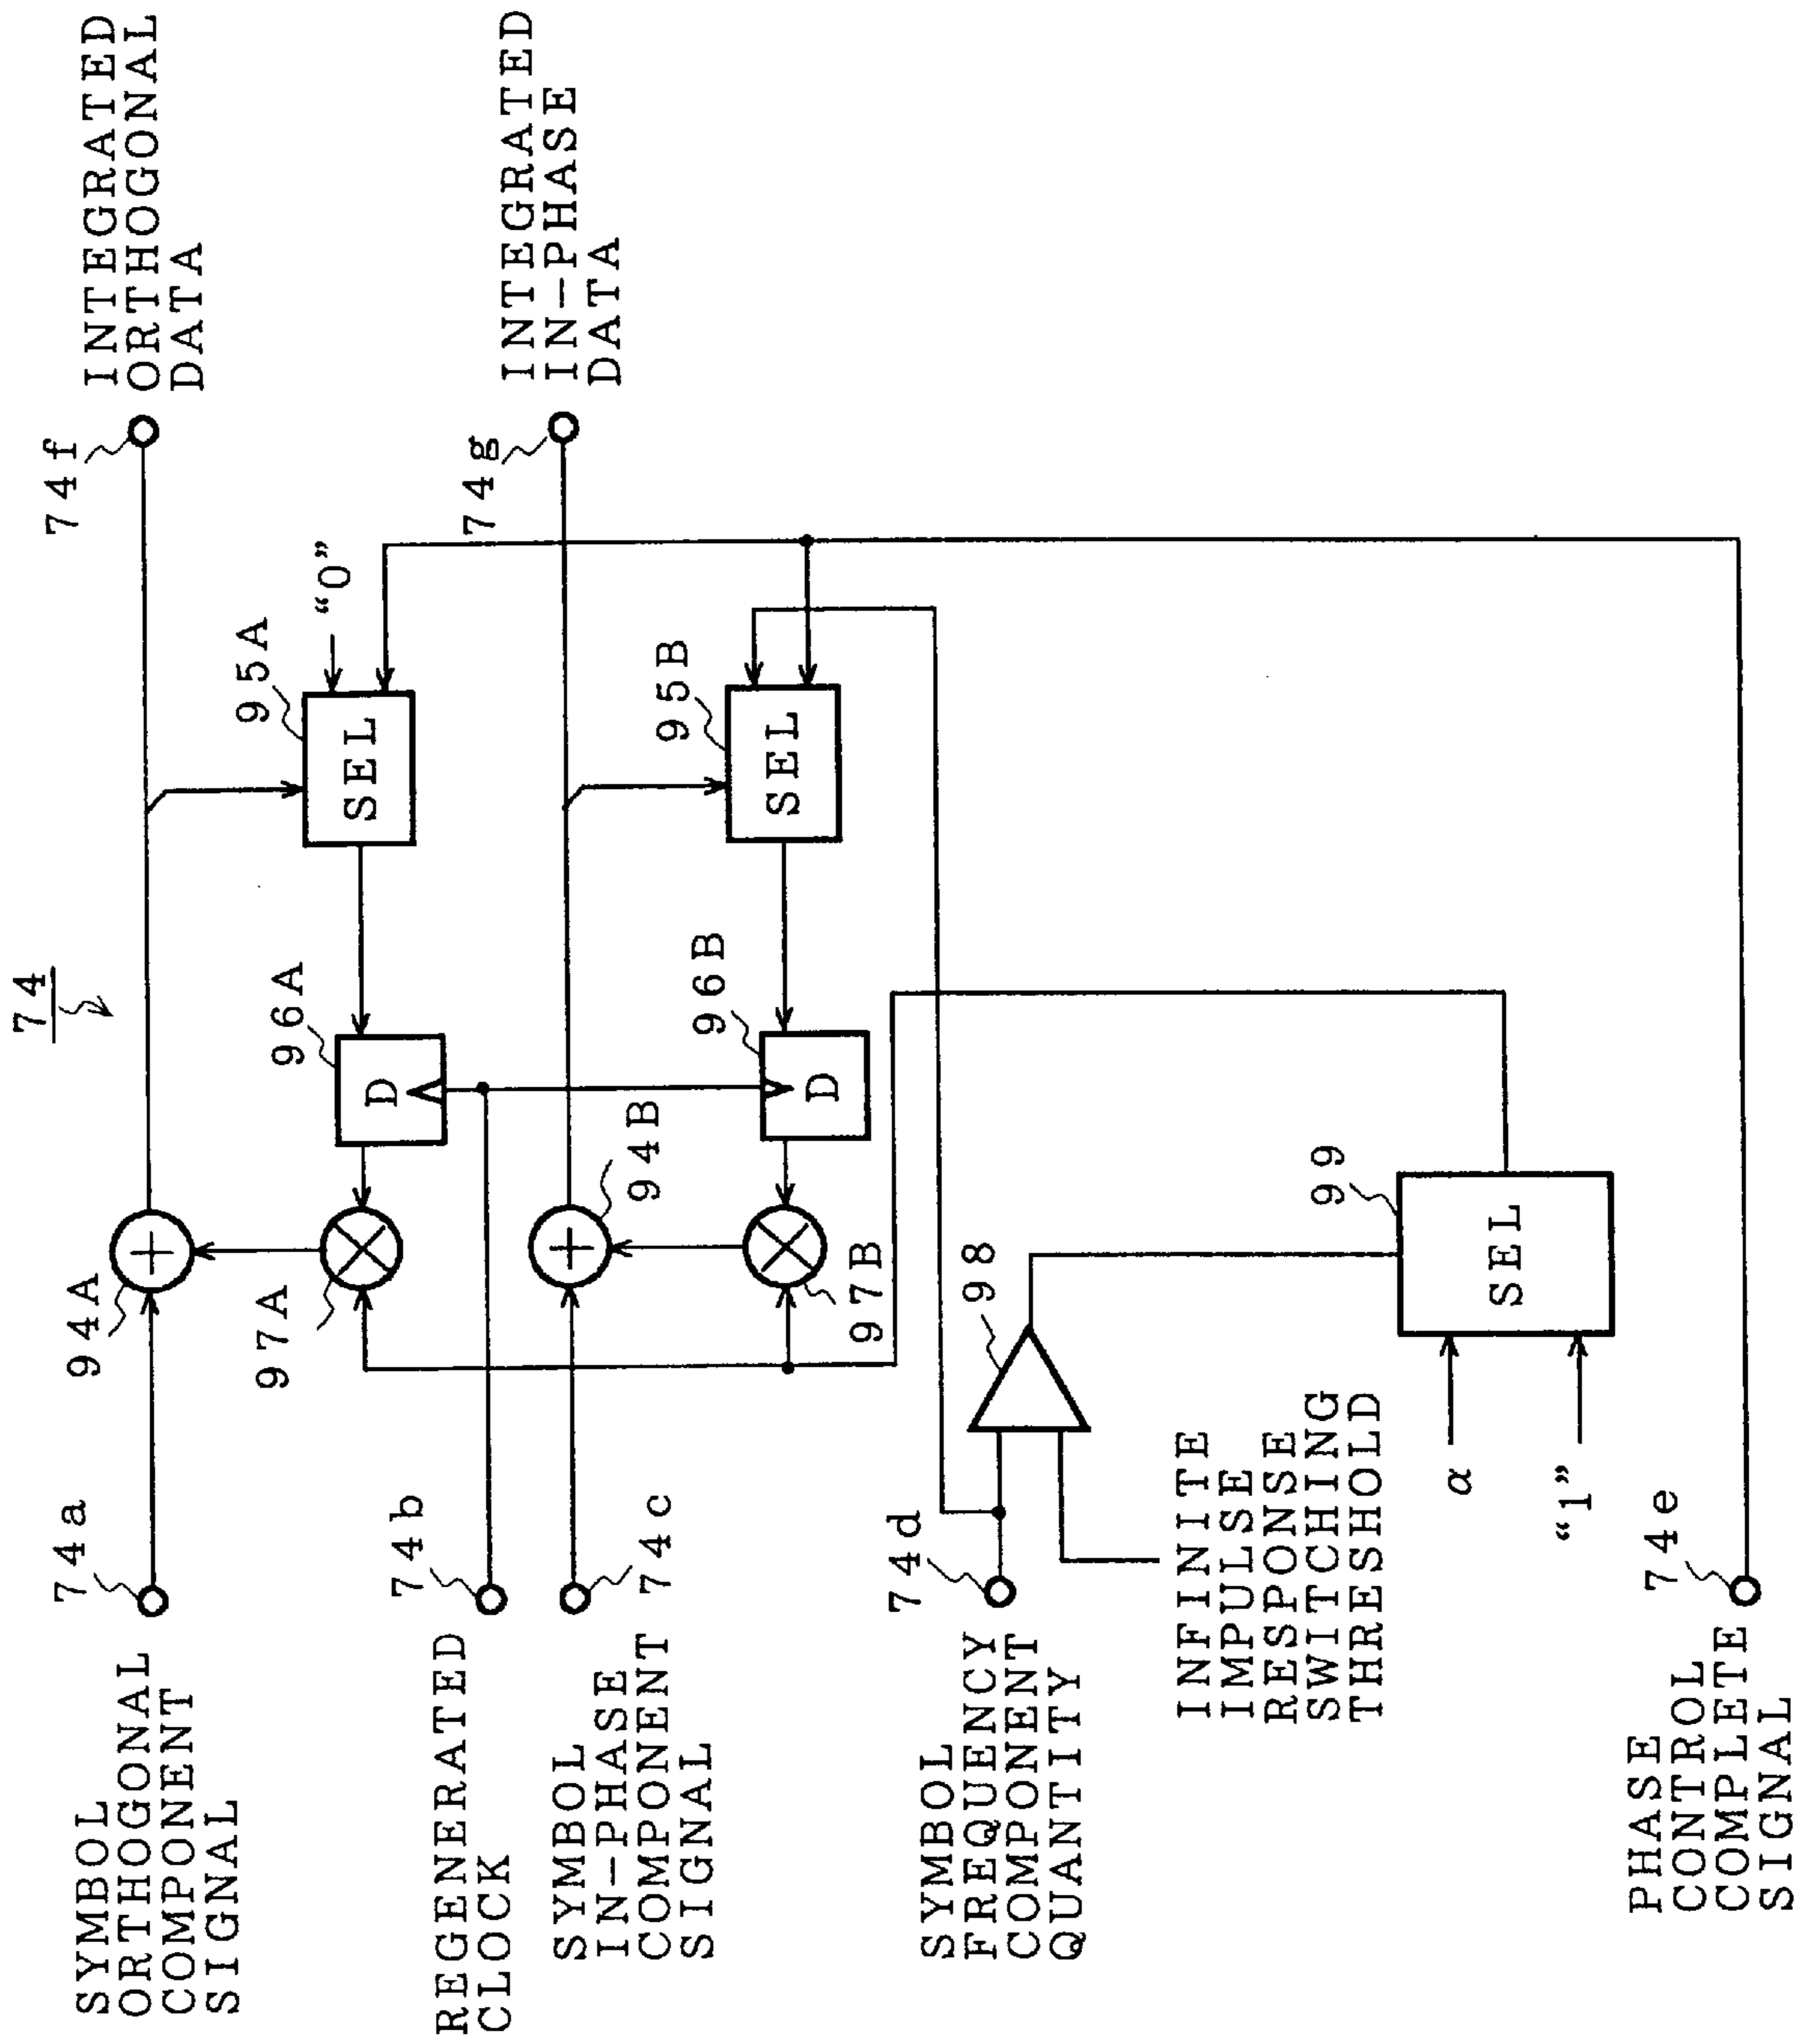 74
SYMBOL
ORTHOGONAL
COMPONENT
SIGNAL
74a
94A
74f
INTEGRATED
ORTHOGONAL
DATA
97A
96A
D
95A
SEL
“0”
REGENERATED
CLOCK
74b
SYMBOL
IN-PHASE
COMPONENT
SIGNAL
74c
94B
74g
INTEGRATED
IN-PHASE
DATA
97B
96B
D
95B
SEL
SYMBOL
FREQUENCY
COMPONENT
QUANTITY
74d
98
INFINITE
IMPULSE
RESPONSE
SWITCHING
THRESHOLD
99
SEL
α
“1”
PHASE
CONTROL
COMPLETE
SIGNAL
74e